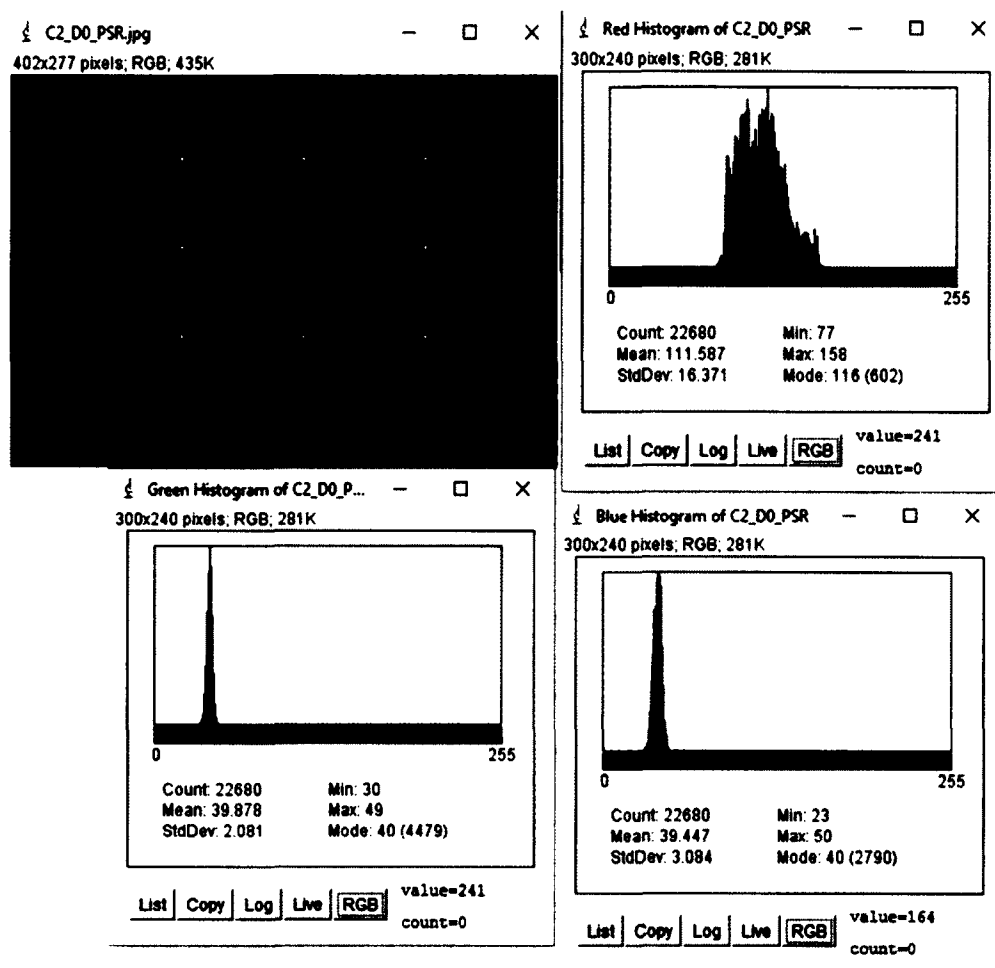 C2_D0_PSR.jpg
402x277 pixels; RGB; 435K
Red Histogram of C2_D0_PSR
300x240 pixels; RGB; 281K
0 255
Count: 22680 Min: 77
Mean: 111.587 Max: 158
StdDev: 16.371 Mode: 116 (602)
List Copy Log Live RGB value=241
count=0
Green Histogram of C2_D0_P...
300x240 pixels; RGB; 281K
0 255
Count: 22680 Min: 30
Mean: 39.878 Max: 49
StdDev: 2.081 Mode: 40 (4479)
List Copy Log Live RGB value=241
count=0
Blue Histogram of C2_D0_PSR
300x240 pixels; RGB; 281K
0 255
Count: 22680 Min: 23
Mean: 39.447 Max: 50
StdDev: 3.084 Mode: 40 (2790)
List Copy Log Live RGB value=164
count=0